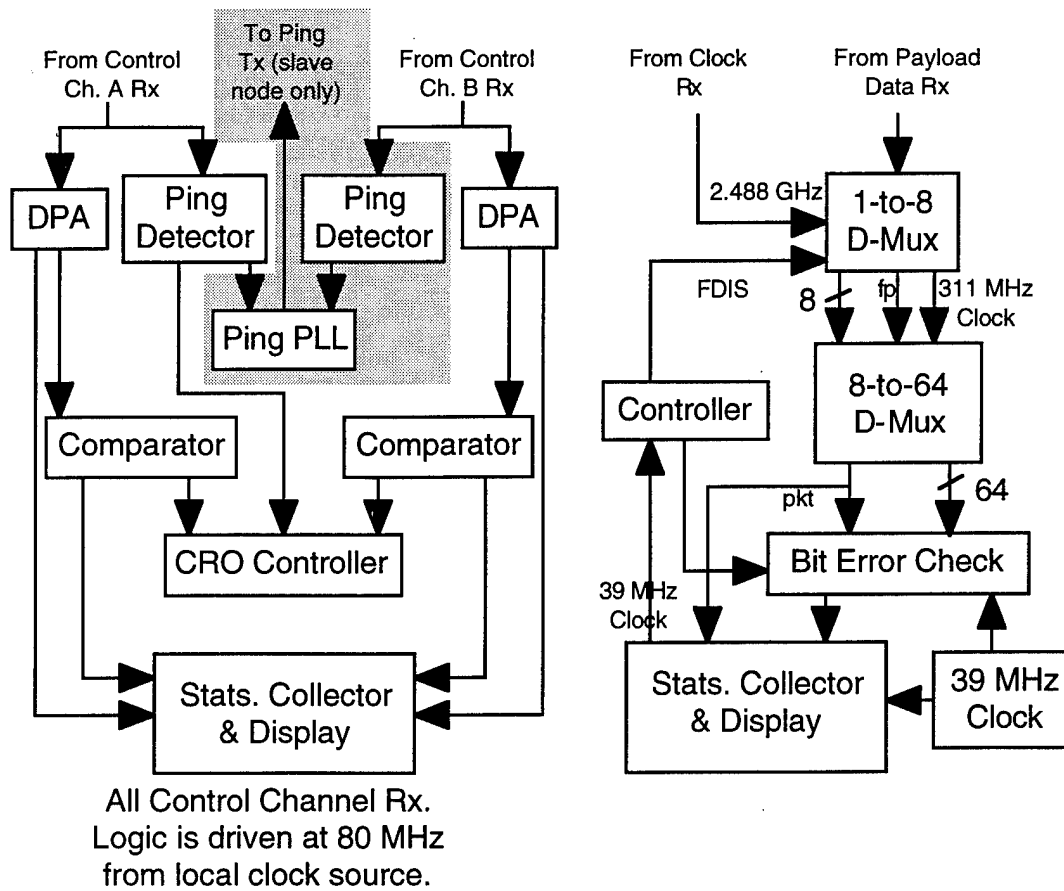 From Control
Ch. A Rx
To Ping
Tx (slave
node only)
From Control
Ch. B Rx
DPA
Ping
Detector
Ping
Detector
DPA
Ping PLL
Comparator
Comparator
CRO Controller
Stats. Collector
& Display
All Control Channel Rx.
Logic is driven at 80 MHz
from local clock source.
From Clock
Rx
From Payload
Data Rx
2.488 GHz
1-to-8
D-Mux
FDIS
8
fp
311 MHz
Clock
8-to-64
D-Mux
Controller
pkt
64
Bit Error Check
39 MHz
Clock
Stats. Collector
& Display
39 MHz
Clock